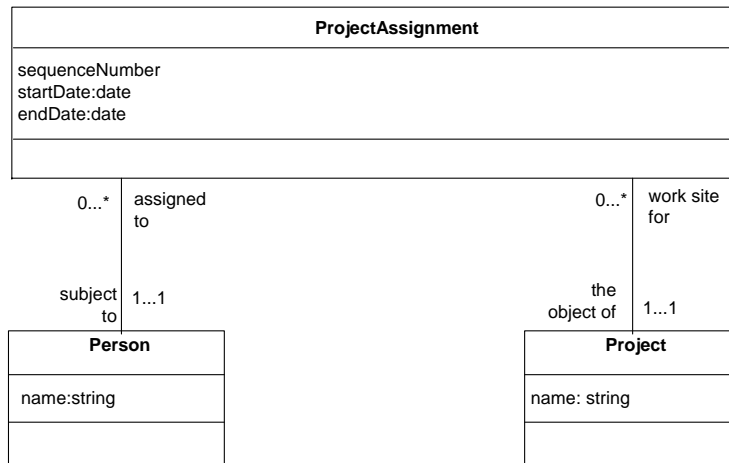 ProjectAssignment
sequenceNumber
startDate:date
endDate:date
0...*
assigned
to
0...*
work site
for
subject
to
1...1
the
object of
1...1
Person
name:string
Project
name: string